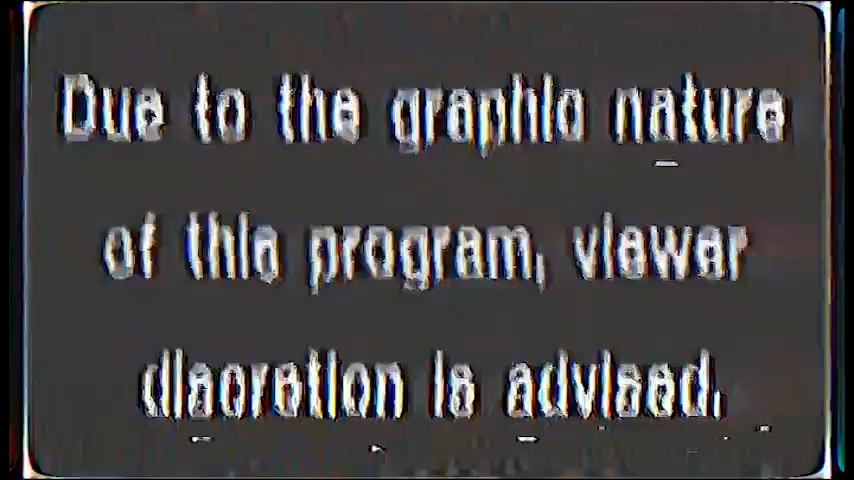 Due to the graphic nature
of this program, viewer
discretion is advised.